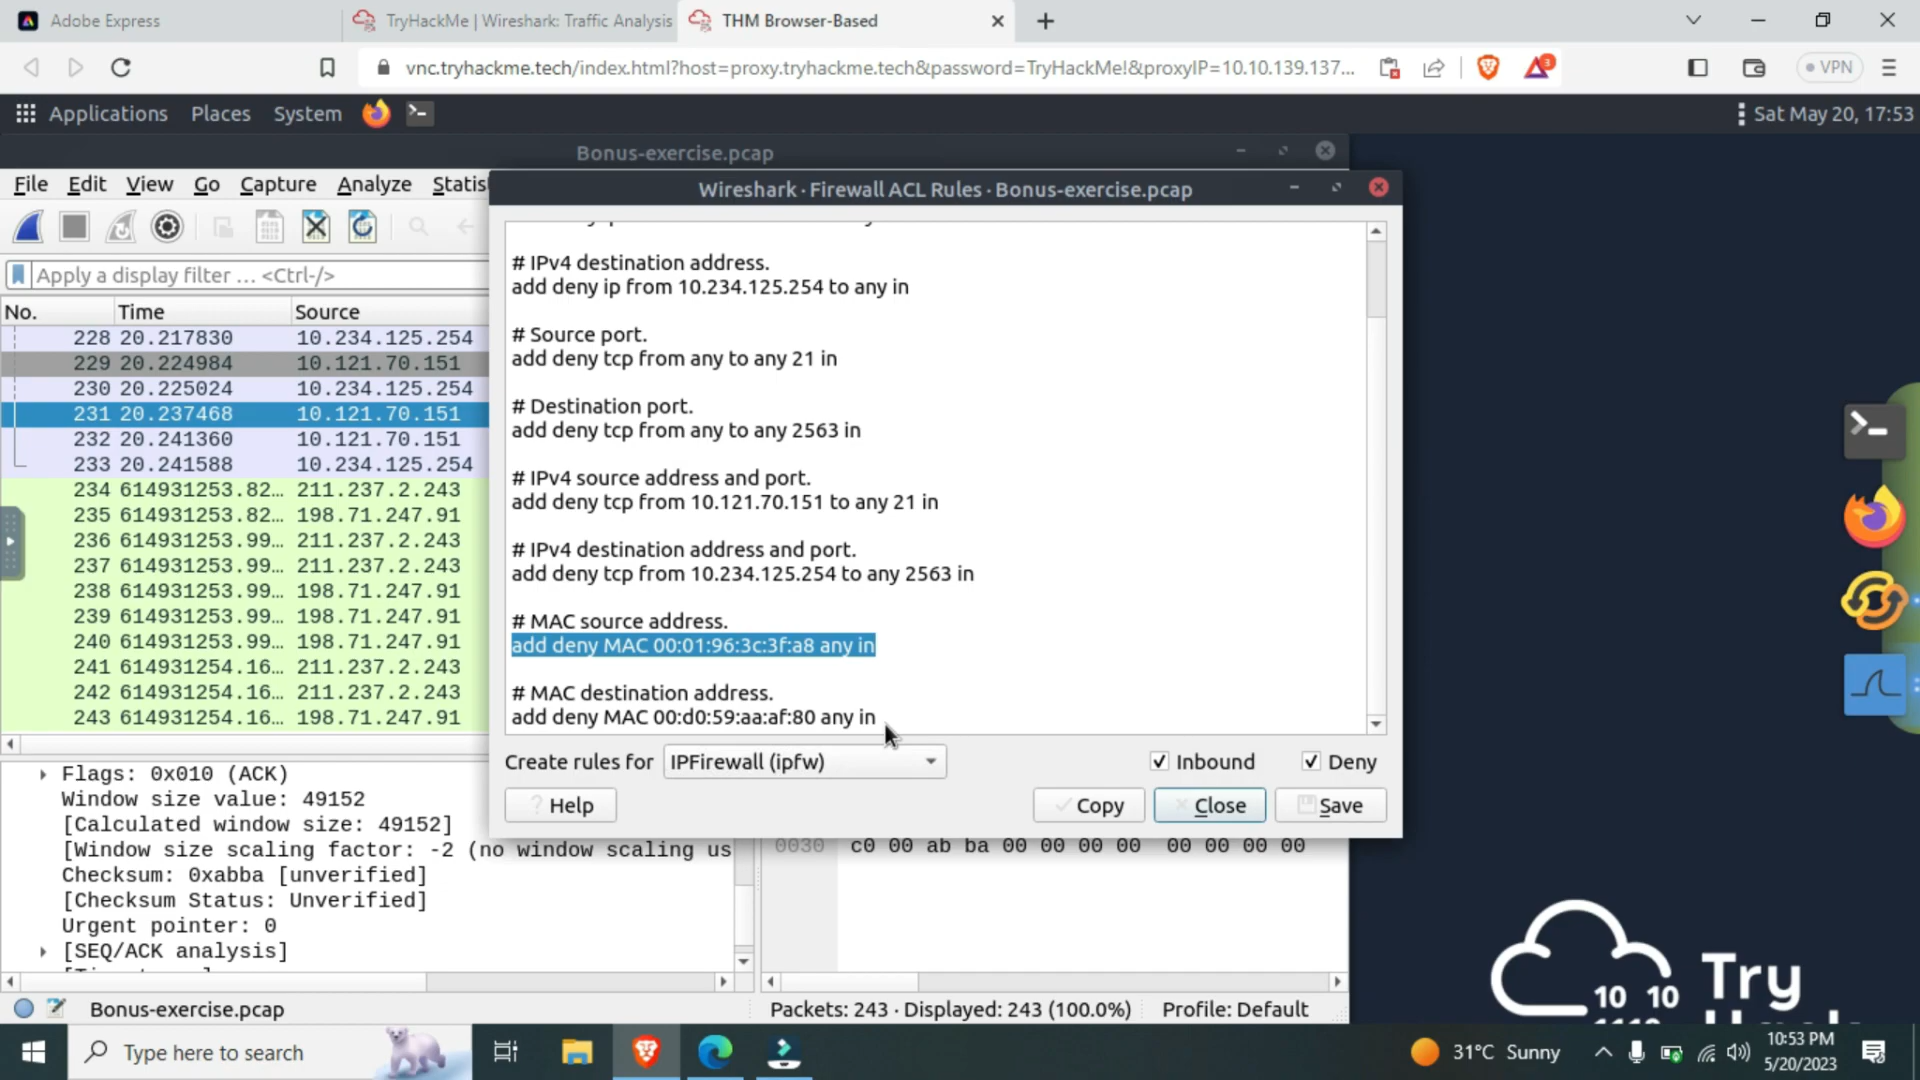 Adobe Express
TryHackMe | Wireshark: Traffic Analysis
THM Browser-Based
vnc.tryhackme.tech/index.html?host=proxy.tryhackme.tech&password=TryHackMe!&proxyIP=10.10.139.137...
3
VPN
Applications Places System
Sat May 20, 17:53
Bonus-exercise.pcap
File Edit View Go Capture Analyze Statis
Wireshark · Firewall ACL Rules · Bonus-exercise.pcap
Apply a display filter … <Ctrl-/>
No. Time Source
228 20.217830 10.234.125.254
229 20.224984 10.121.70.151
230 20.225024 10.234.125.254
231 20.237468 10.121.70.151
232 20.241360 10.121.70.151
233 20.241588 10.234.125.254
234 614931253.82… 211.237.2.243
235 614931253.82… 198.71.247.91
236 614931253.99… 211.237.2.243
237 614931253.99… 211.237.2.243
238 614931253.99… 198.71.247.91
239 614931253.99… 198.71.247.91
240 614931253.99… 198.71.247.91
241 614931254.16… 211.237.2.243
242 614931254.16… 211.237.2.243
243 614931254.16… 198.71.247.91
# IPv4 destination address.
add deny ip from 10.234.125.254 to any in
# Source port.
add deny tcp from any to any 21 in
# Destination port.
add deny tcp from any to any 2563 in
# IPv4 source address and port.
add deny tcp from 10.121.70.151 to any 21 in
# IPv4 destination address and port.
add deny tcp from 10.234.125.254 to any 2563 in
# MAC source address.
add deny MAC 00:01:96:3c:3f:a8 any in
# MAC destination address.
add deny MAC 00:d0:59:aa:af:80 any in
Create rules for IPFirewall (ipfw) Inbound Deny
Help Copy Close Save
Flags: 0x010 (ACK)
Window size value: 49152
[Calculated window size: 49152]
[Window size scaling factor: -2 (no window scaling us
Checksum: 0xabba [unverified]
[Checksum Status: Unverified]
Urgent pointer: 0
[SEQ/ACK analysis]
0030 c0 00 ab ba 00 00 00 00 00 00 00 00
Bonus-exercise.pcap
Packets: 243 · Displayed: 243 (100.0%) Profile: Default
10 10
Try
Type here to search
31°C Sunny
10:53 PM
5/20/2023